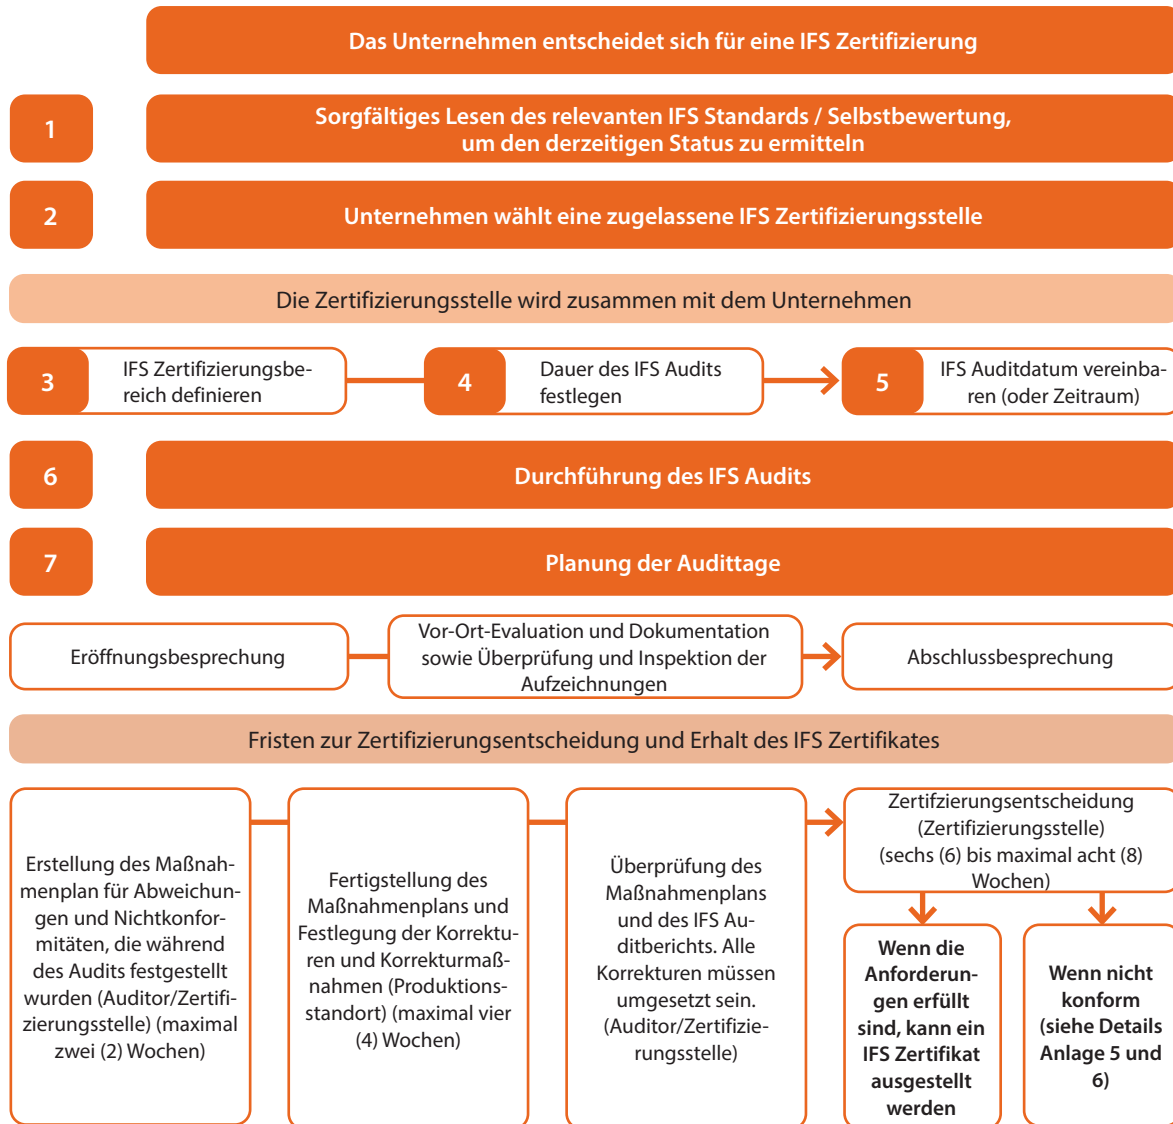 Das Unternehmen entscheidet sich für eine IFS Zertifizierung
1
Sorgfältiges Lesen des relevanten IFS Standards / Selbstbewertung,
um den derzeitigen Status zu ermitteln
2
Unternehmen wählt eine zugelassene IFS Zertifizierungsstelle
Die Zertifizierungsstelle wird zusammen mit dem Unternehmen
3
IFS Zertifizierungsbe-
reich definieren
4
Dauer des IFS Audits
festlegen
5
IFS Auditdatum vereinba-
ren (oder Zeitraum)
6
Durchführung des IFS Audits
7
Planung der Audittage
Eröffnungsbesprechung
Vor-Ort-Evaluation und Dokumentation
sowie Überprüfung und Inspektion der
Aufzeichnungen
Abschlussbesprechung
Fristen zur Zertifizierungsentscheidung und Erhalt des IFS Zertifikates
Erstellung des Maßnah-
menplan für Abweichun-
gen und Nichtkonfor-
mitäten, die während
des Audits festgestellt
wurden (Auditor/Zertifi-
zierungsstelle) (maximal
zwei (2) Wochen)
Fertigstellung des
Maßnahmenplans und
Festlegung der Korrektu-
ren und Korrekturmaß-
nahmen (Produktions-
standort) (maximal vier
(4) Wochen)
Überprüfung des
Maßnahmenplans
und des IFS Au-
ditberichts. Alle
Korrekturen müssen
umgesetzt sein.
(Auditor/Zertifizie-
rungsstelle)
Zertifzierungsentscheidung
(Zertifizierungsstelle)
(sechs (6) bis maximal acht (8)
Wochen)
Wenn die
Anforderun-
gen erfüllt
sind, kann ein
IFS Zertifikat
ausgestellt
werden
Wenn nicht
konform
(siehe Details
Anlage 5 und
6)